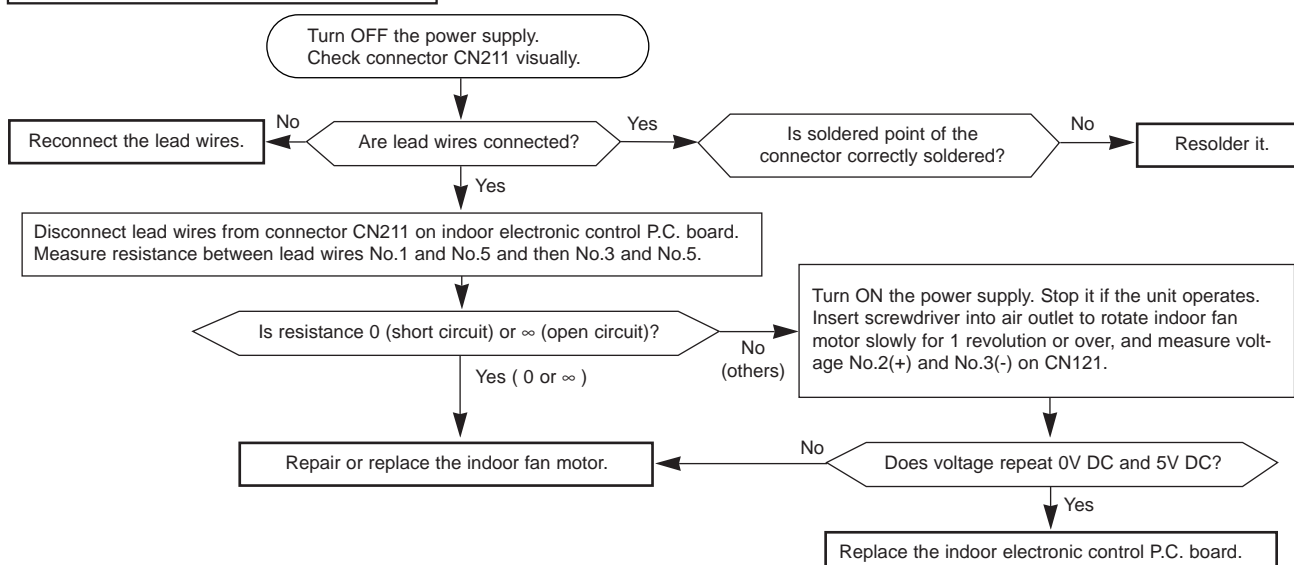 Turn OFF the power supply.
Check connector CN211 visually.
No
Reconnect the lead wires.
Are lead wires connected?
Yes
Is soldered point of the
connector correctly soldered?
No
Resolder it.
Yes
Disconnect lead wires from connector CN211 on indoor electronic control P.C. board.
Measure resistance between lead wires No.1 and No.5 and then No.3 and No.5.
Is resistance 0 (short circuit) or ∞ (open circuit)?
No
(others)
Turn ON the power supply. Stop it if the unit operates.
Insert screwdriver into air outlet to rotate indoor fan
motor slowly for 1 revolution or over, and measure volt-
age No.2(+) and No.3(-) on CN121.
Yes ( 0 or ∞ )
Repair or replace the indoor fan motor.
No
Does voltage repeat 0V DC and 5V DC?
Yes
Replace the indoor electronic control P.C. board.